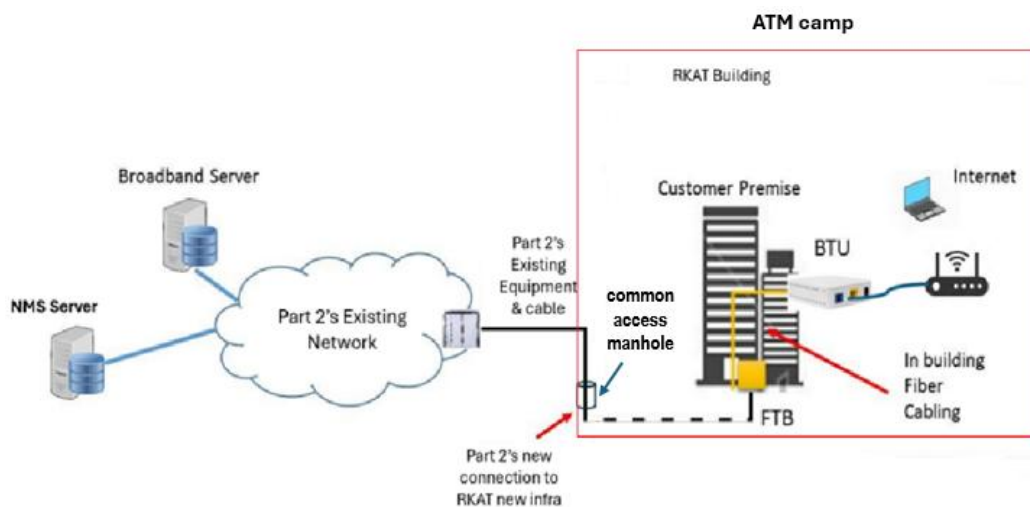 ATM camp
RKAT Building
Broadband Server
NMS Server
Part 2's Existing
Network
Part 2's
Existing
Equipment
& cable
common
access
manhole
Part 2's new
connection to
RKAT new infra
Customer Premise
Internet
BTU
In building
Fiber
Cabling
FTB